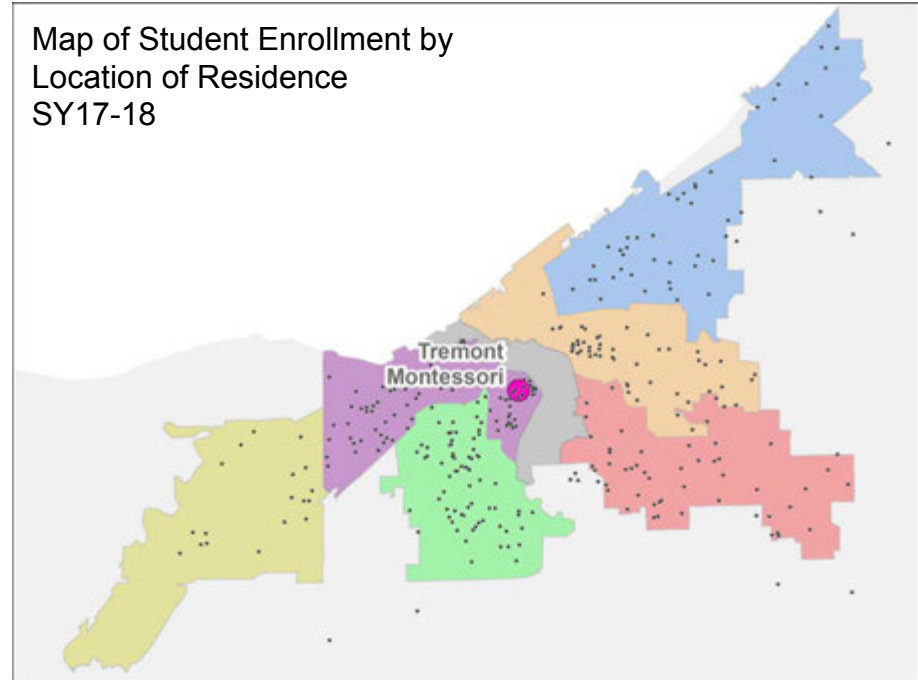 Map of Student Enrollment by
Location of Residence
SY17-18
Tremont
Montessori